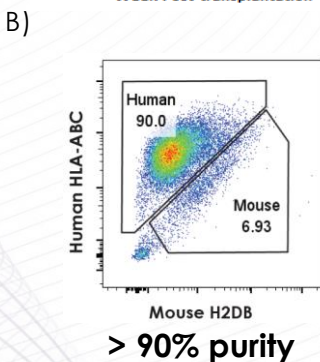 B)
Human
90.0
Human HLA-ABC
Mouse
6.93
Mouse H2DB
> 90% purity